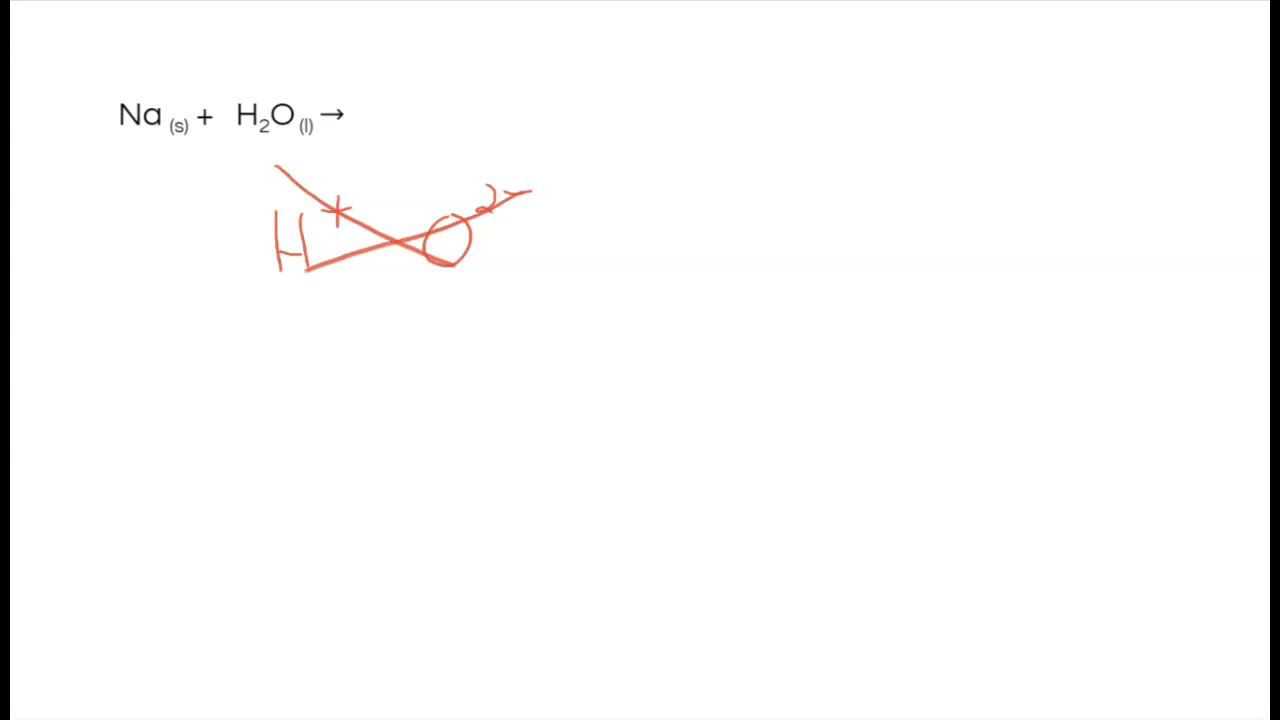 Na (s) + H₂O (l) →
H⁺ O²⁻